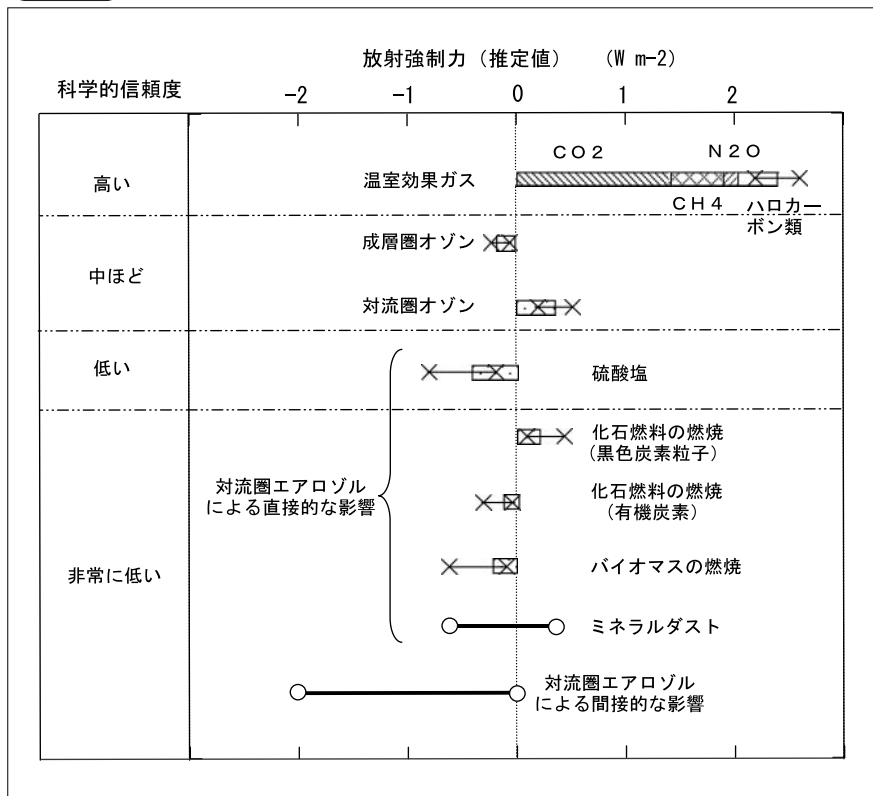 放射強制力（推定値） （W m-2）
科学的信頼度
-2 -1 0 1 2
CO2 N2O
高い 温室効果ガス
CH4 ハロカー
ボン類
成層圏オゾン
中ほど
対流圏オゾン
低い 硫酸塩
化石燃料の燃焼
（黒色炭素粒子）
対流圏エアロゾル
による直接的な影響
化石燃料の燃焼
（有機炭素）
非常に低い バイオマスの燃焼
ミネラルダスト
対流圏エアロゾル
による間接的な影響